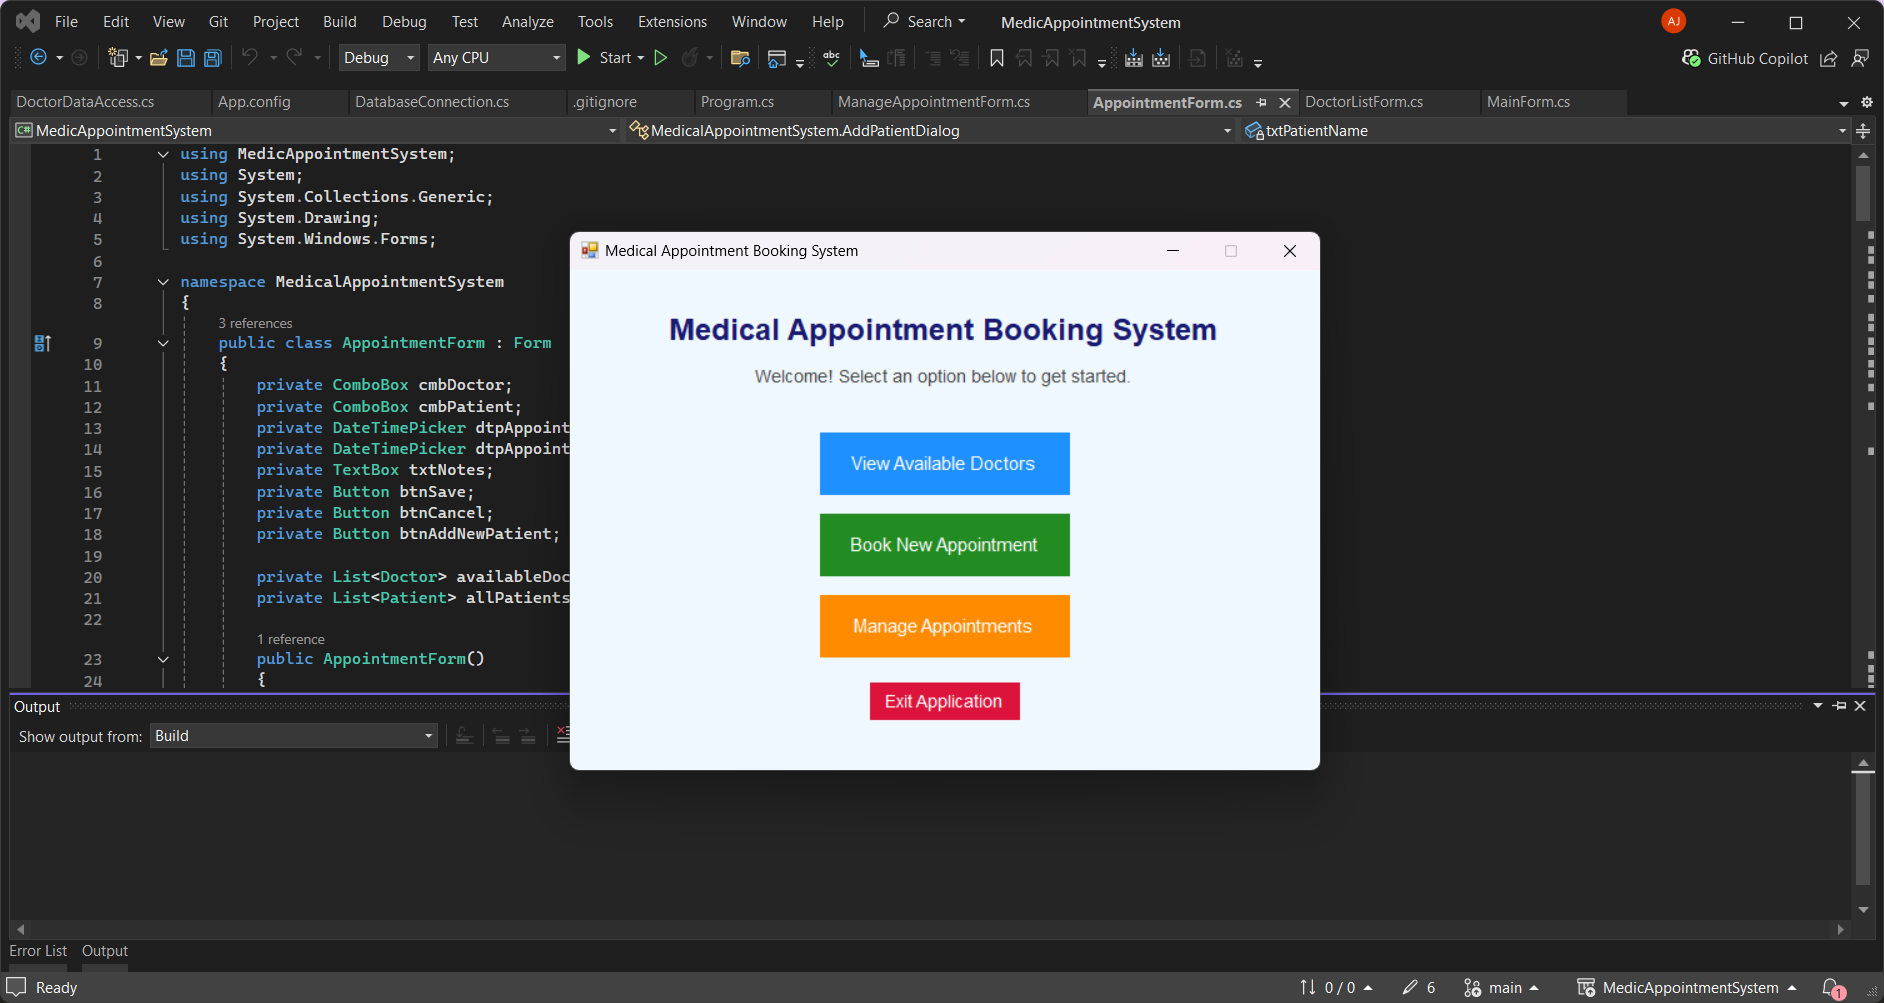 File Edit View Git Project Build Debug Test Analyze Tools Extensions Window Help Search MedicAppointmentSystem AJ
Debug Any CPU Start abc GitHub Copilot
DoctorDataAccess.cs App.config DatabaseConnection.cs .gitignore Program.cs ManageAppointmentForm.cs AppointmentForm.cs DoctorListForm.cs MainForm.cs
C# MedicAppointmentSystem MedicalAppointmentSystem.AddPatientDialog txtPatientName
1 using MedicAppointmentSystem;
2 using System;
3 using System.Collections.Generic;
4 using System.Drawing;
5 using System.Windows.Forms;
6
7 namespace MedicalAppointmentSystem
8 {
3 references
9 public class AppointmentForm : Form
10 {
11 private ComboBox cmbDoctor;
12 private ComboBox cmbPatient;
13 private DateTimePicker dtpAppoint
14 private DateTimePicker dtpAppoint
15 private TextBox txtNotes;
16 private Button btnSave;
17 private Button btnCancel;
18 private Button btnAddNewPatient;
19
20 private List<Doctor> availableDoc
21 private List<Patient> allPatients
22
1 reference
23 public AppointmentForm()
24 {
Medical Appointment Booking System
Medical Appointment Booking System
Welcome! Select an option below to get started.
View Available Doctors
Book New Appointment
Manage Appointments
Exit Application
Output
Show output from: Build
Error List Output
Ready 0 / 0 6 main MedicAppointmentSystem 1